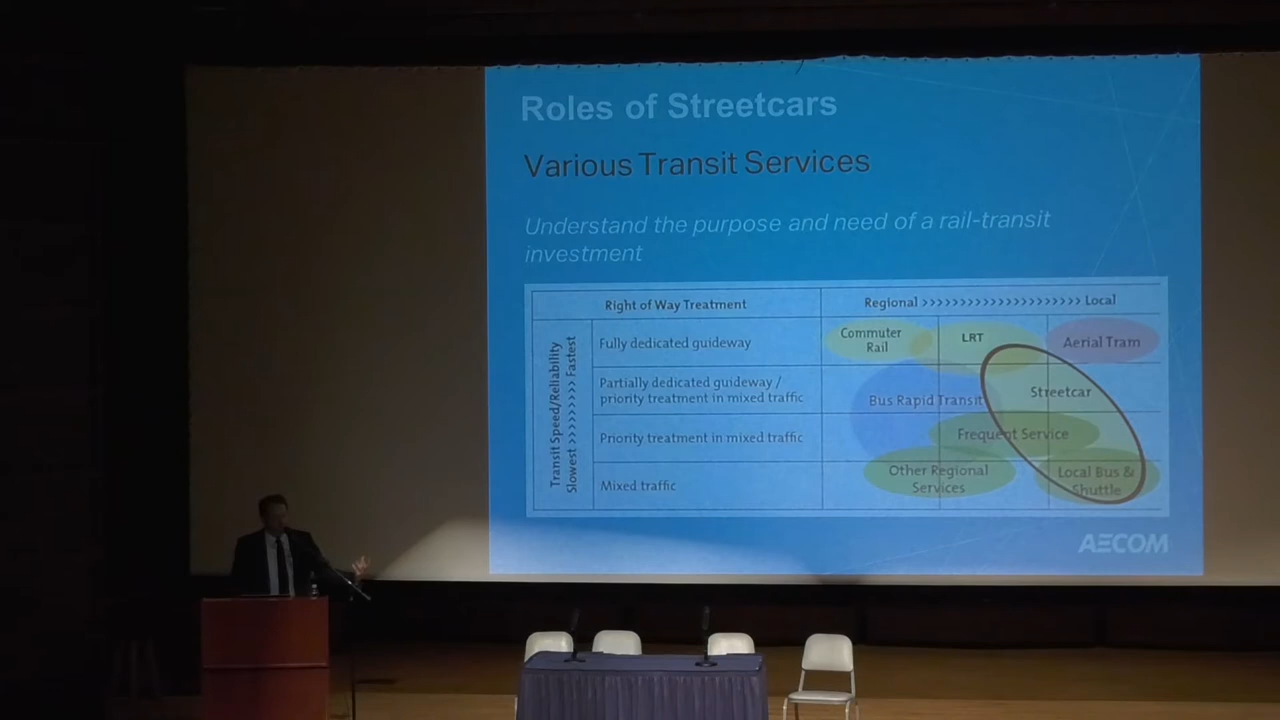 Roles of Streetcars
Various Transit Services
Understand the purpose and need of a rail-transit
investment
Right of Way Treatment
Regional >>>>>>>>>>>>>>>>>>>>> Local
Transit Speed/Reliability
Slowest >>>>>>>> Fastest
Fully dedicated guideway
Commuter
Rail
LRT
Aerial Tram
Partially dedicated guideway /
priority treatment in mixed traffic
Bus Rapid Transit
Streetcar
Priority treatment in mixed traffic
Frequent Service
Mixed traffic
Other Regional
Services
Local Bus &
Shuttle
AECOM